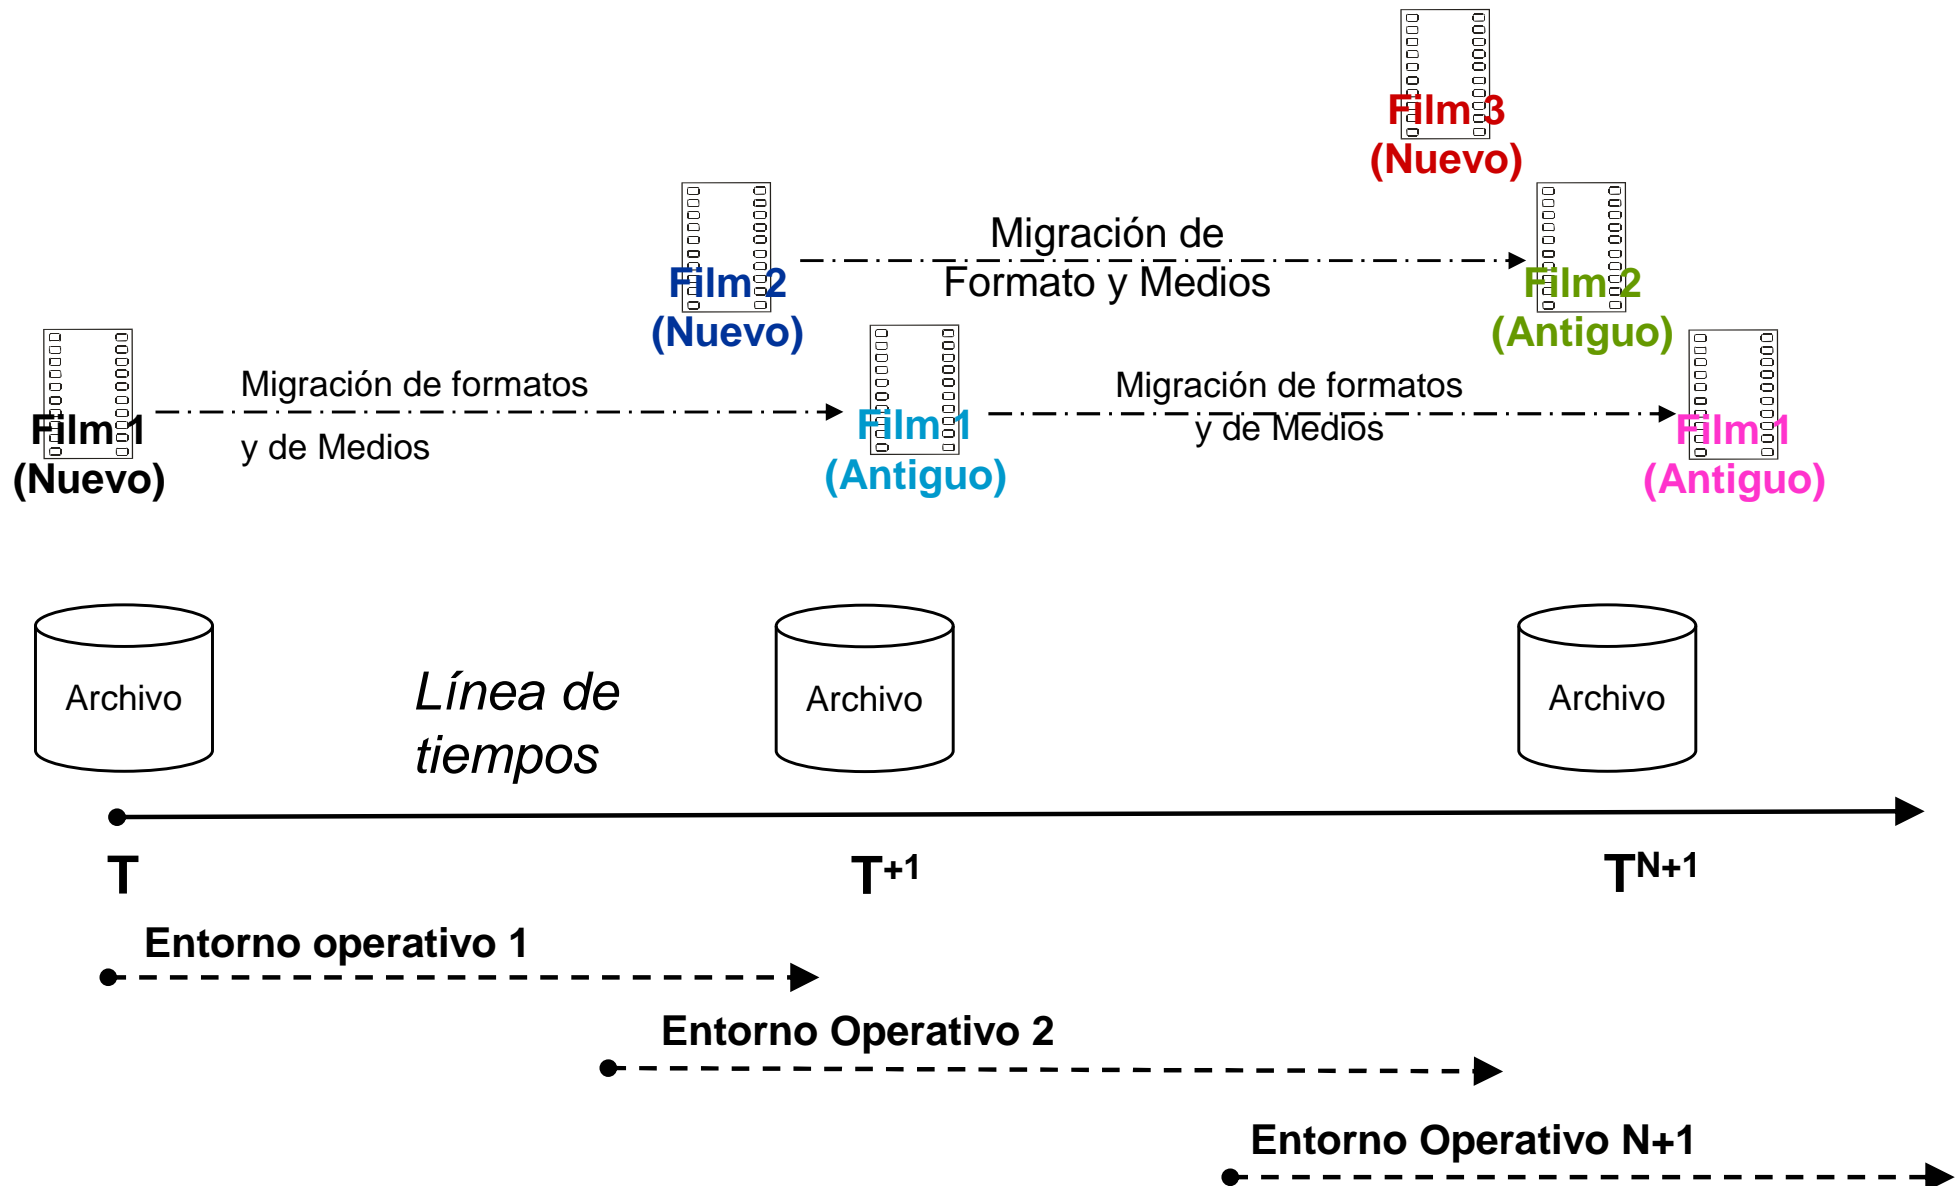 Film 3
(Nuevo)
Film 2
(Nuevo)
Migración de
Formato y Medios
Film 2
(Antiguo)
Film 1
(Nuevo)
Migración de formatos
y de Medios
Film 1
(Antiguo)
Migración de formatos
y de Medios
Film 1
(Antiguo)
Archivo
Línea de
tiempos
Archivo
Archivo
T
T+1
TN+1
Entorno operativo 1
Entorno Operativo 2
Entorno Operativo N+1